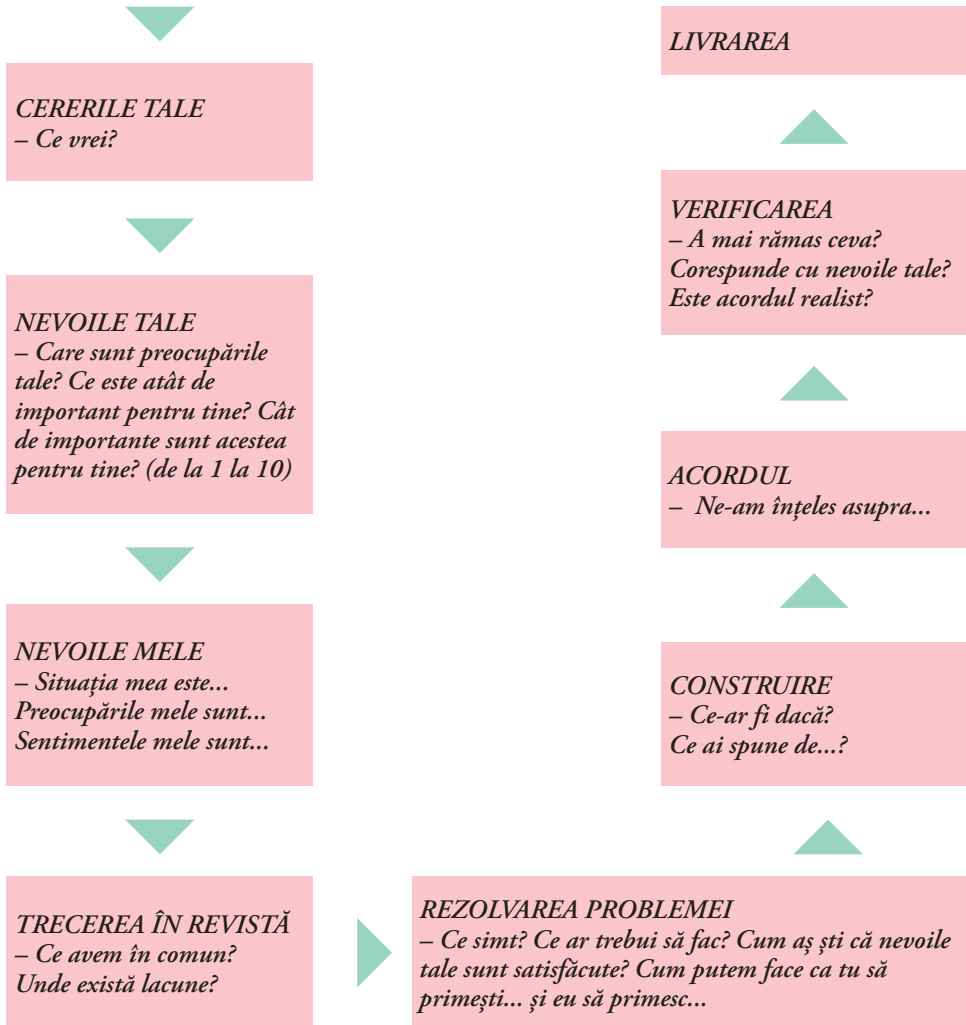 CERERILE TALE
– Ce vrei?
NEVOILE TALE
– Care sunt preocupările
tale? Ce este atât de
important pentru tine? Cât
de importante sunt acestea
pentru tine? (de la 1 la 10)
NEVOILE MELE
– Situația mea este...
Preocupările mele sunt...
Sentimentele mele sunt...
TRECEREA ÎN REVISTĂ
– Ce avem în comun?
Unde există lacune?
REZOLVAREA PROBLEMEI
– Ce simt? Ce ar trebui să fac? Cum aș ști că nevoile
tale sunt satisfăcute? Cum putem face ca tu să
primești... și eu să primesc...
CONSTRUIRE
– Ce-ar fi dacă?
Ce ai spune de...?
ACORDUL
– Ne-am înțeles asupra...
VERIFICAREA
– A mai rămas ceva?
Corespunde cu nevoile tale?
Este acordul realist?
LIVRAREA